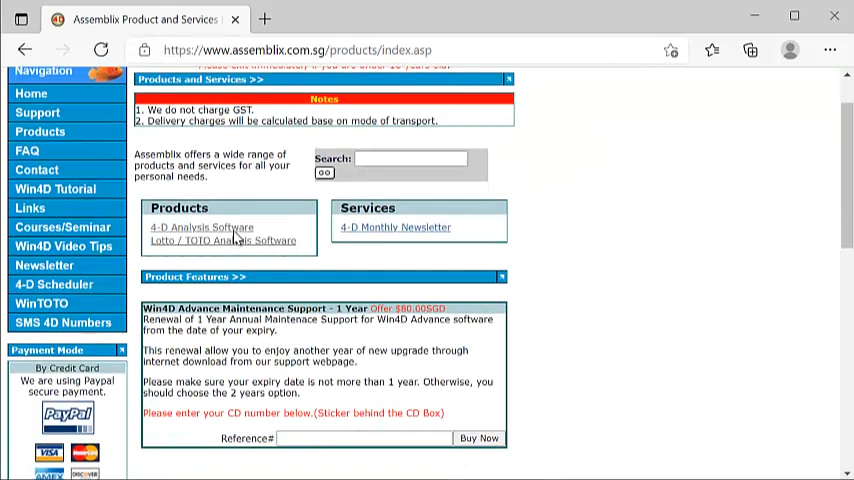 Assemblix Product and Services
https://www.assemblix.com.sg/products/index.asp
Navigation
Home
Support
Products
FAQ
Contact
Win4D Tutorial
Links
Courses/Seminar
Win4D Video Tips
Newsletter
4-D Scheduler
WinTOTO
SMS 4D Numbers
Payment Mode
By Credit Card
We are using Paypal
secure payment.
PayPal
VISA
MasterCard
AMEX
Products and Services >>
Notes
1. We do not charge GST.
2. Delivery charges will be calculated base on mode of transport.
Assemblix offers a wide range of
products and services for all your
personal needs.
Search:
GO
Products
4-D Analysis Software
Lotto / TOTO Analysis Software
Services
4-D Monthly Newsletter
Product Features >>
Win4D Advance Maintenance Support - 1 Year Offer $80.00SGD
Renewal of 1 Year Annual Maintenace Support for Win4D Advance software
from the date of your expiry.
This renewal allow you to enjoy another year of new upgrade through
internet download from our support webpage.
Please make sure your expiry date is not more than 1 year. Otherwise, you
should choose the 2 years option.
Please enter your CD number below.(Sticker behind the CD Box)
Reference#
Buy Now